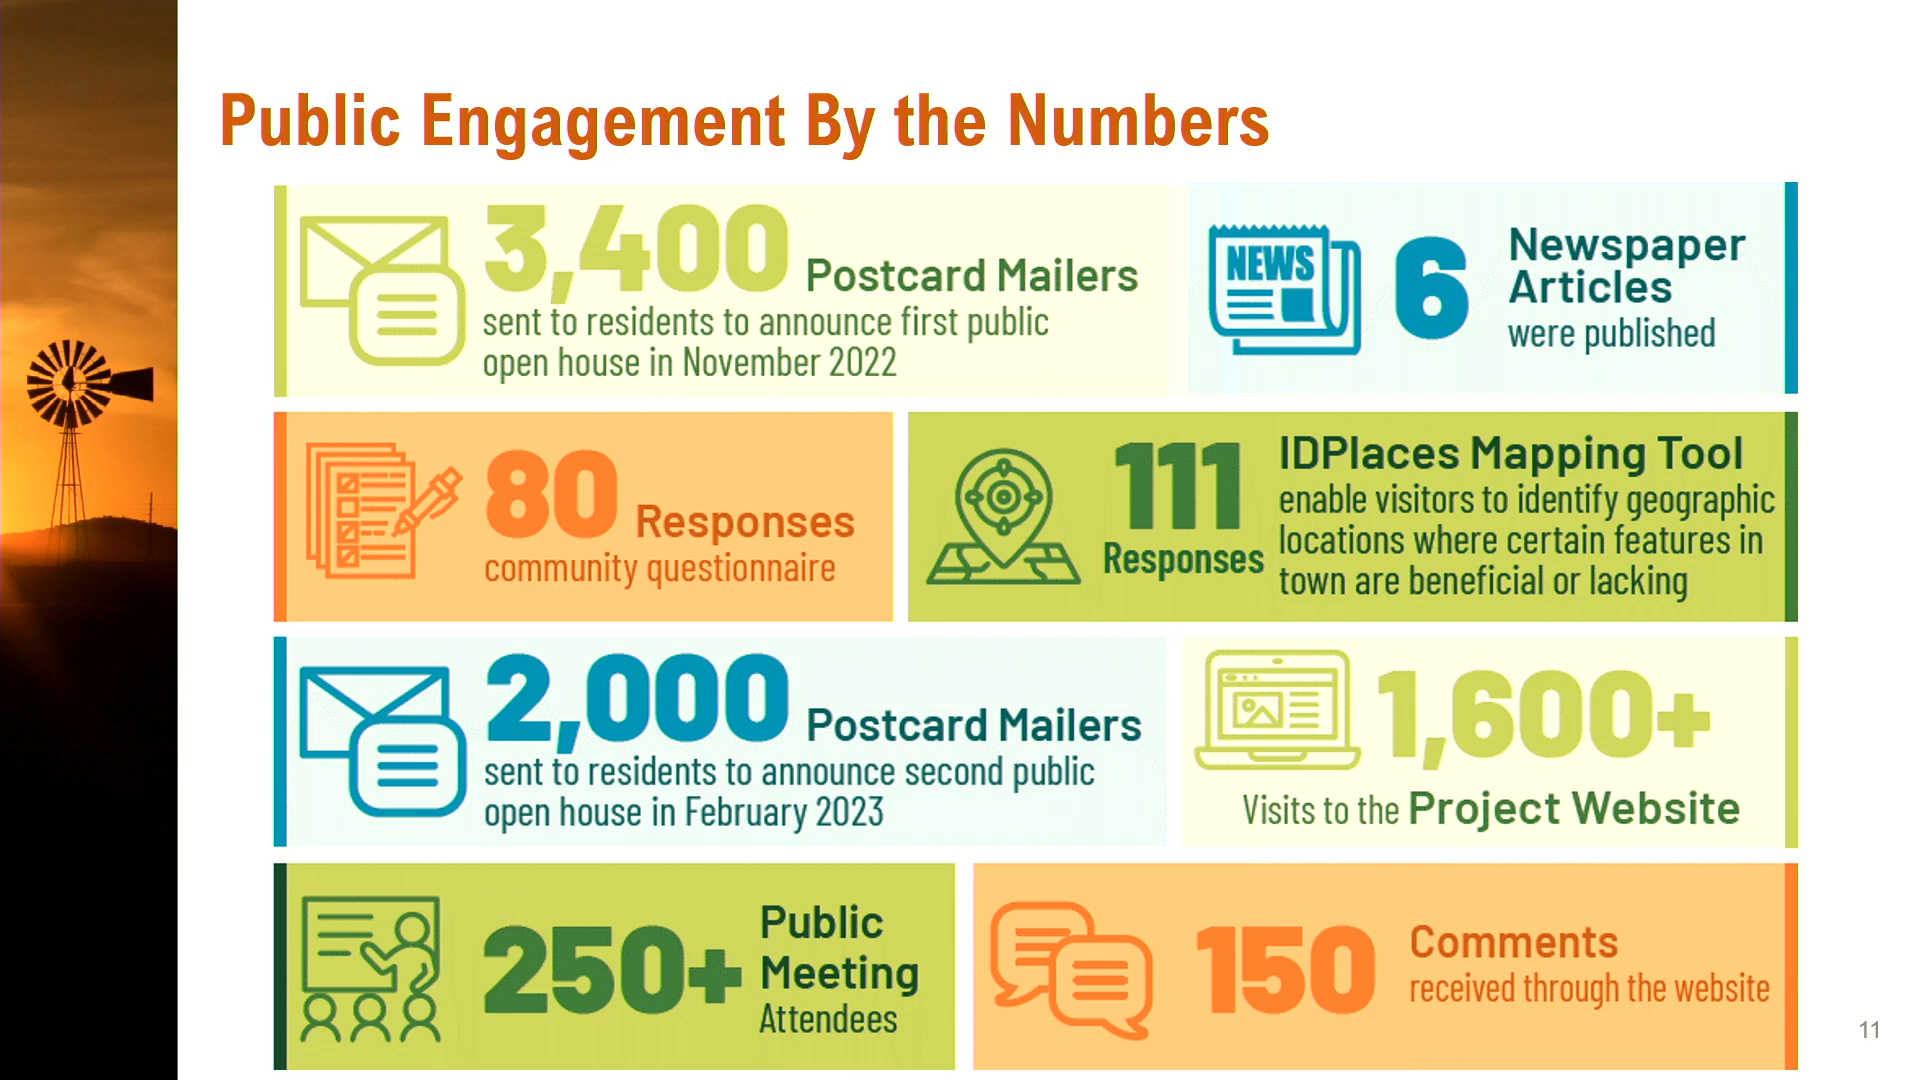 Public Engagement By the Numbers
3,400 Postcard Mailers
sent to residents to announce first public
open house in November 2022
NEWS
6
Newspaper
Articles
were published
80 Responses
community questionnaire
111
Responses
IDPlaces Mapping Tool
enable visitors to identify geographic
locations where certain features in
town are beneficial or lacking
2,000 Postcard Mailers
sent to residents to announce second public
open house in February 2023
1,600+
Visits to the Project Website
250+
Public
Meeting
Attendees
150
Comments
received through the website
11